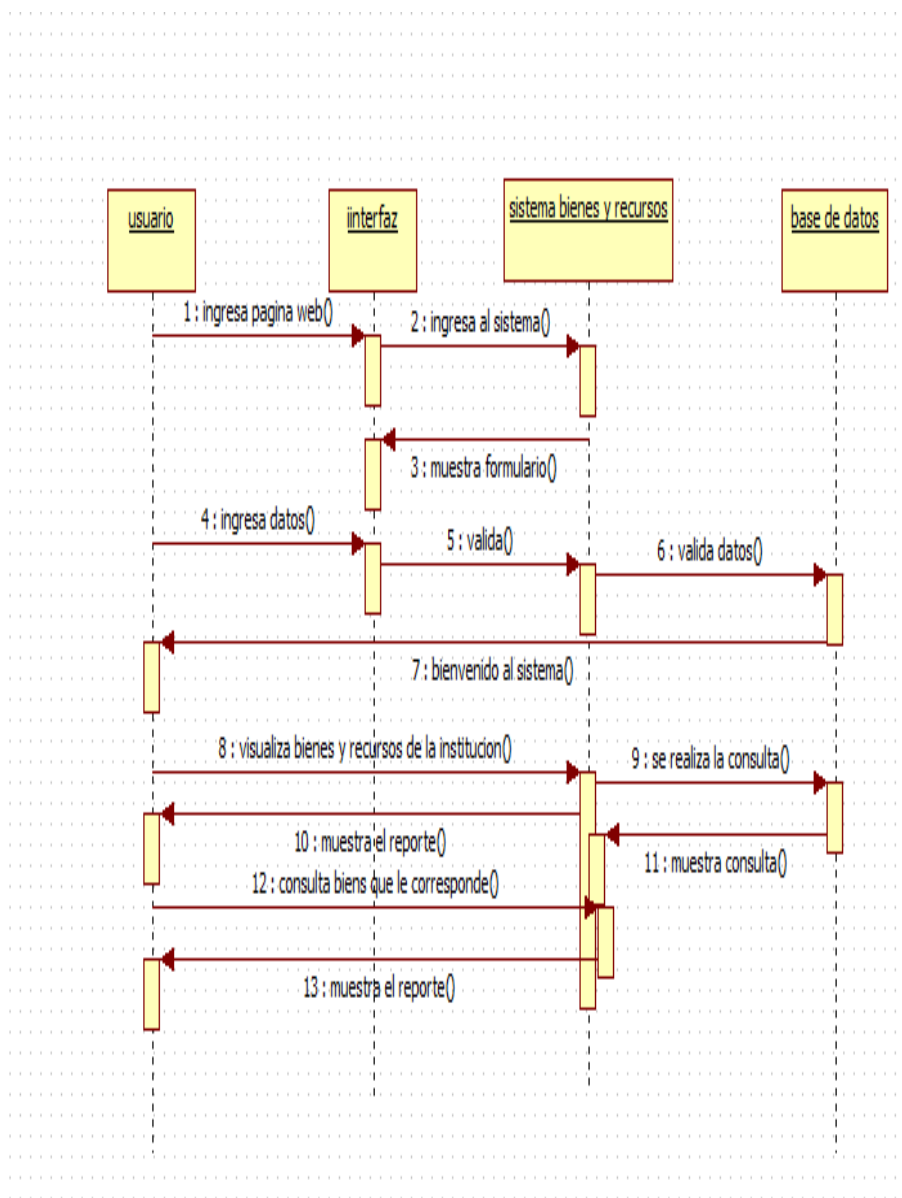 usuario
iinterfaz
sistema bienes y recursos
base de datos
1 : ingresa pagina web()
2 : ingresa al sistema()
3 : muestra formulario()
4 : ingresa datos()
5 : valida()
6 : valida datos()
7 : bienvenido al sistema()
8 : visualiza bienes y recursos de la institucion()
9 : se realiza la consulta()
10 : muestra el reporte()
11 : muestra consulta()
12 : consulta biens que le corresponde()
13 : muestra el reporte()